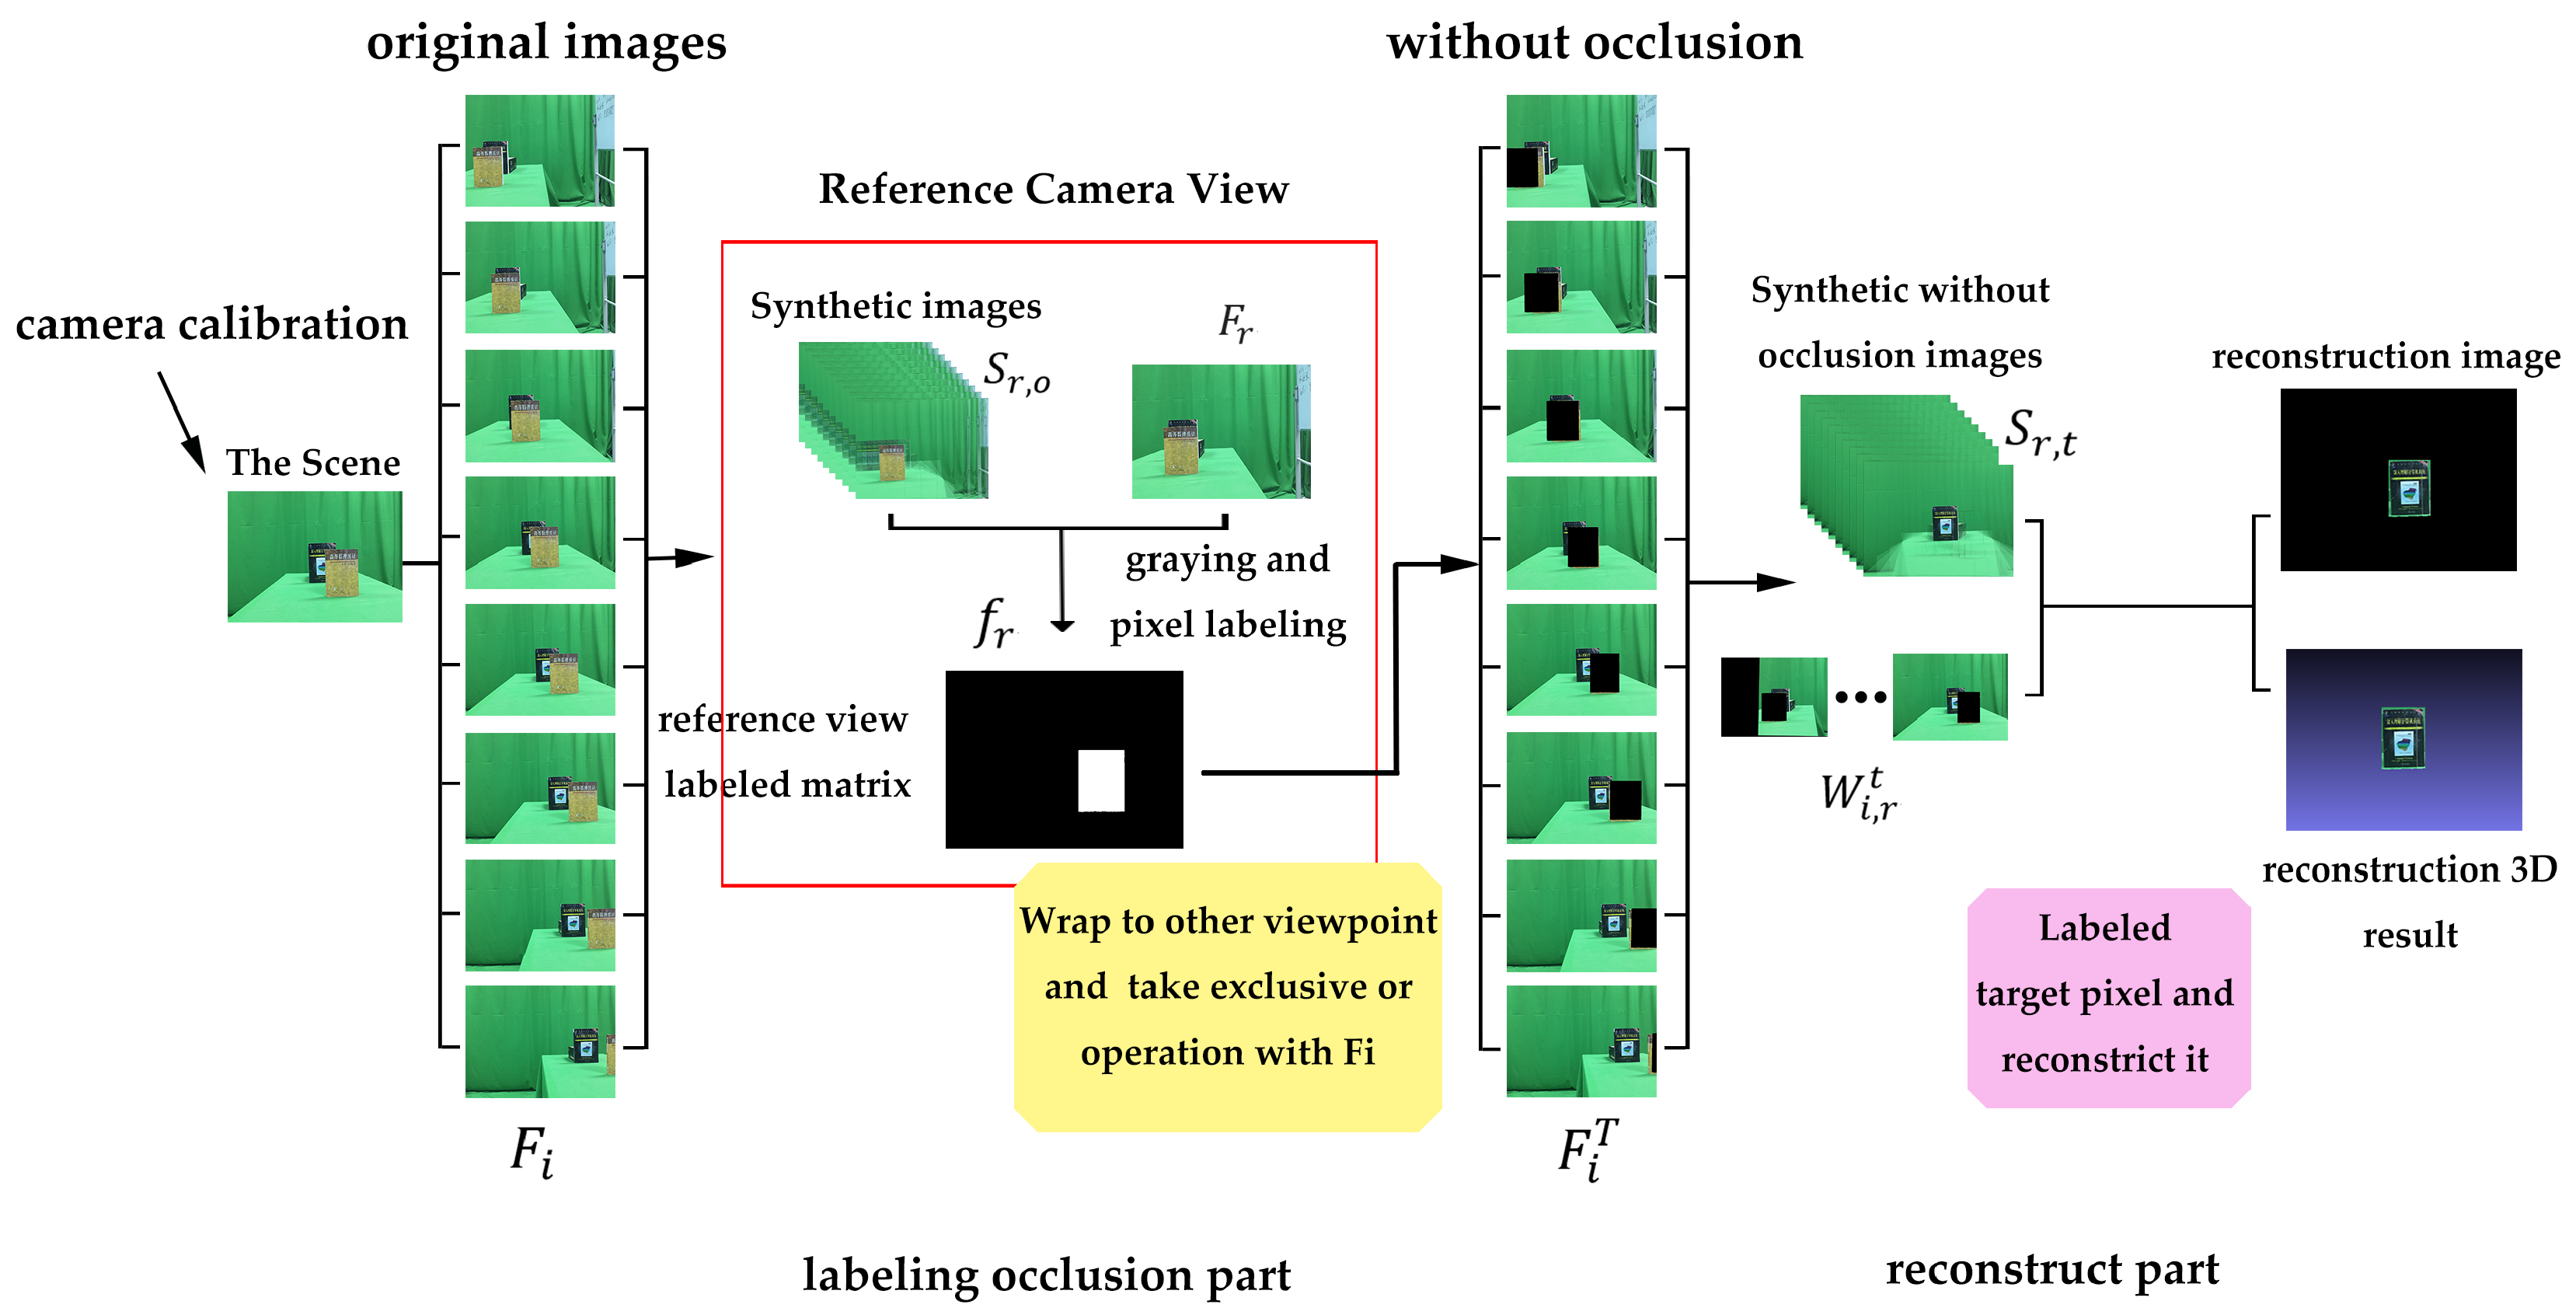 original images
without occlusion
Reference Camera View
camera calibration
The Scene
Synthetic images
S_{r,o}
F_r
graying and
pixel labeling
f_r
reference view
labeled matrix
Wrap to other viewpoint
and take exclusive or
operation with Fi
F_i
F_i^T
Synthetic without
occlusion images
S_{r,t}
W_{i,r}^t
reconstruction image
reconstruction 3D
result
Labeled
target pixel and
reconstrict it
labeling occlusion part
reconstruct part